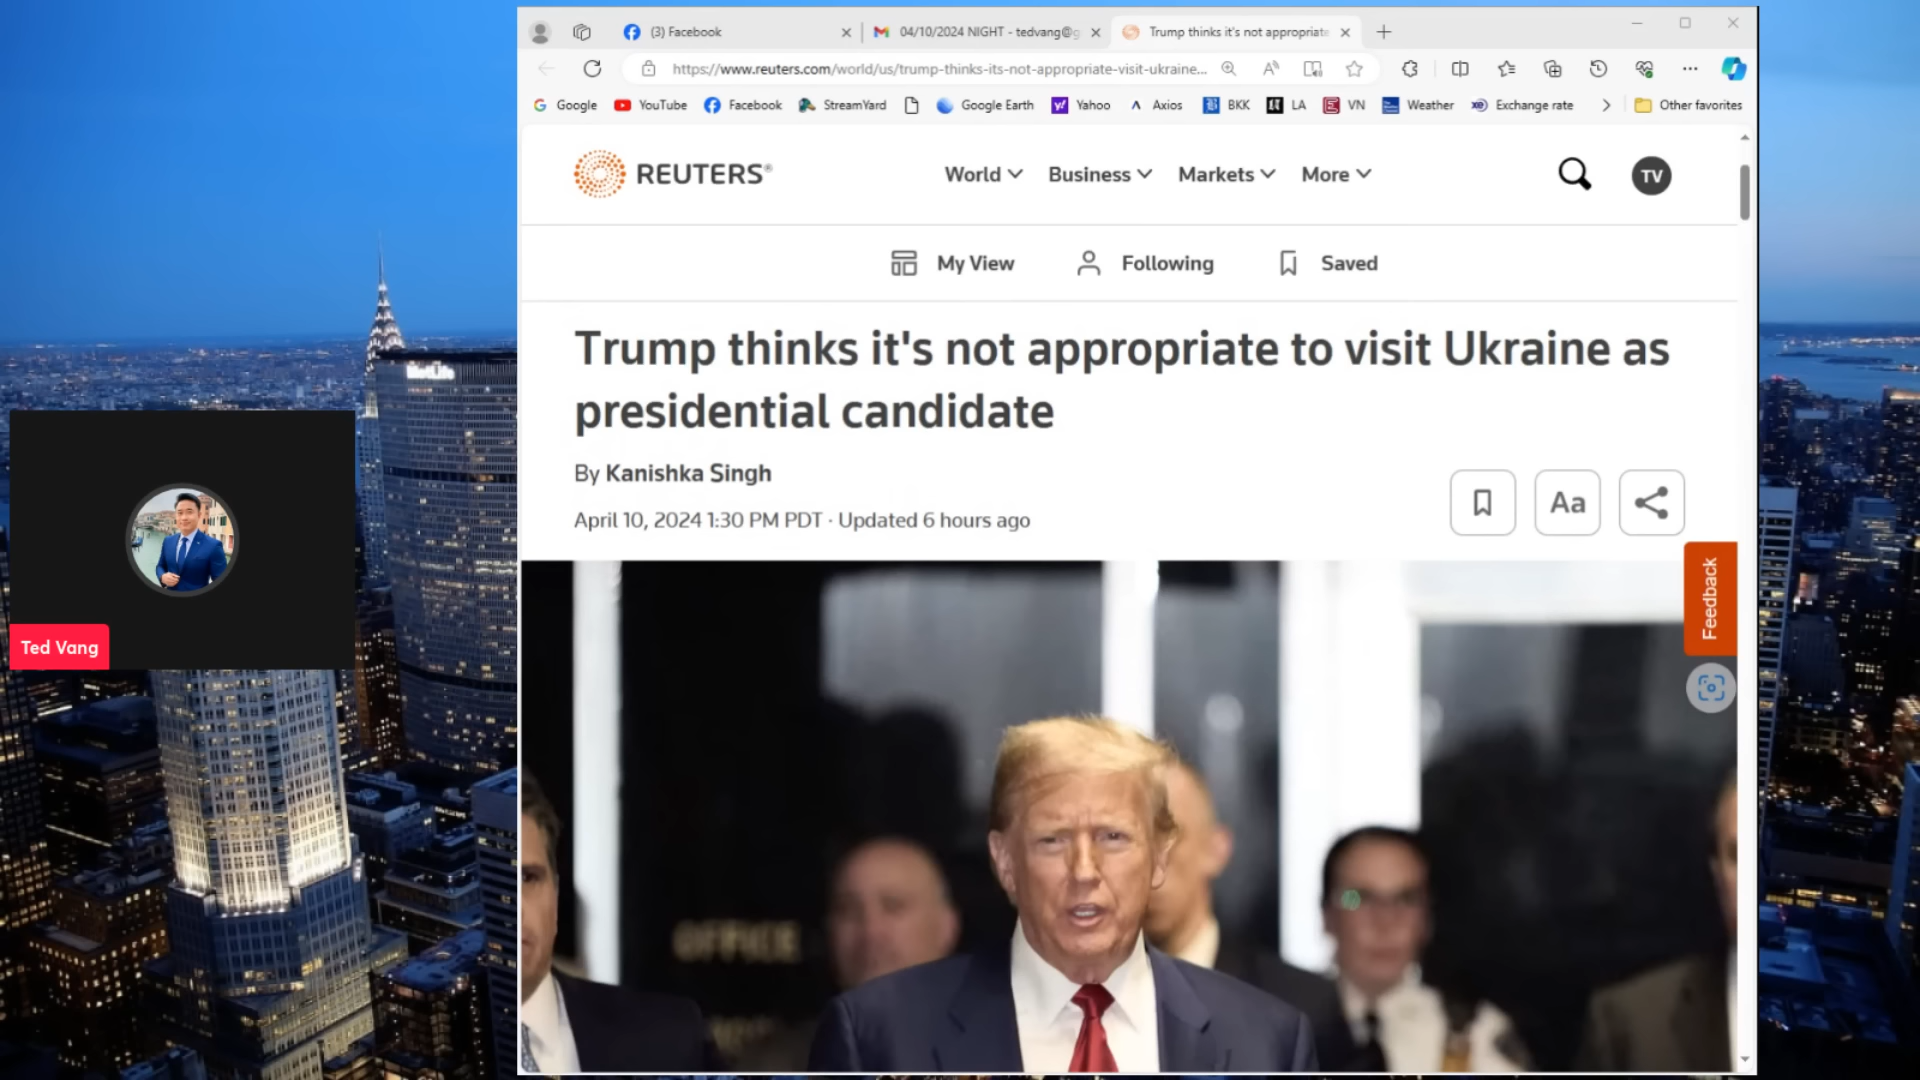 (3) Facebook
04/10/2024 NIGHT - tedvang@g
Trump thinks it's not appropriate
https://www.reuters.com/world/us/trump-thinks-its-not-appropriate-visit-ukraine...
Google YouTube Facebook StreamYard Google Earth Yahoo Axios BKK LA VN Weather Exchange rate Other favorites
REUTERS®
World Business Markets More
TV
My View Following Saved
Trump thinks it's not appropriate to visit Ukraine as
presidential candidate
By Kanishka Singh
April 10, 2024 1:30 PM PDT · Updated 6 hours ago
Aa
Feedback
OFFICE
MetLife
Ted Vang